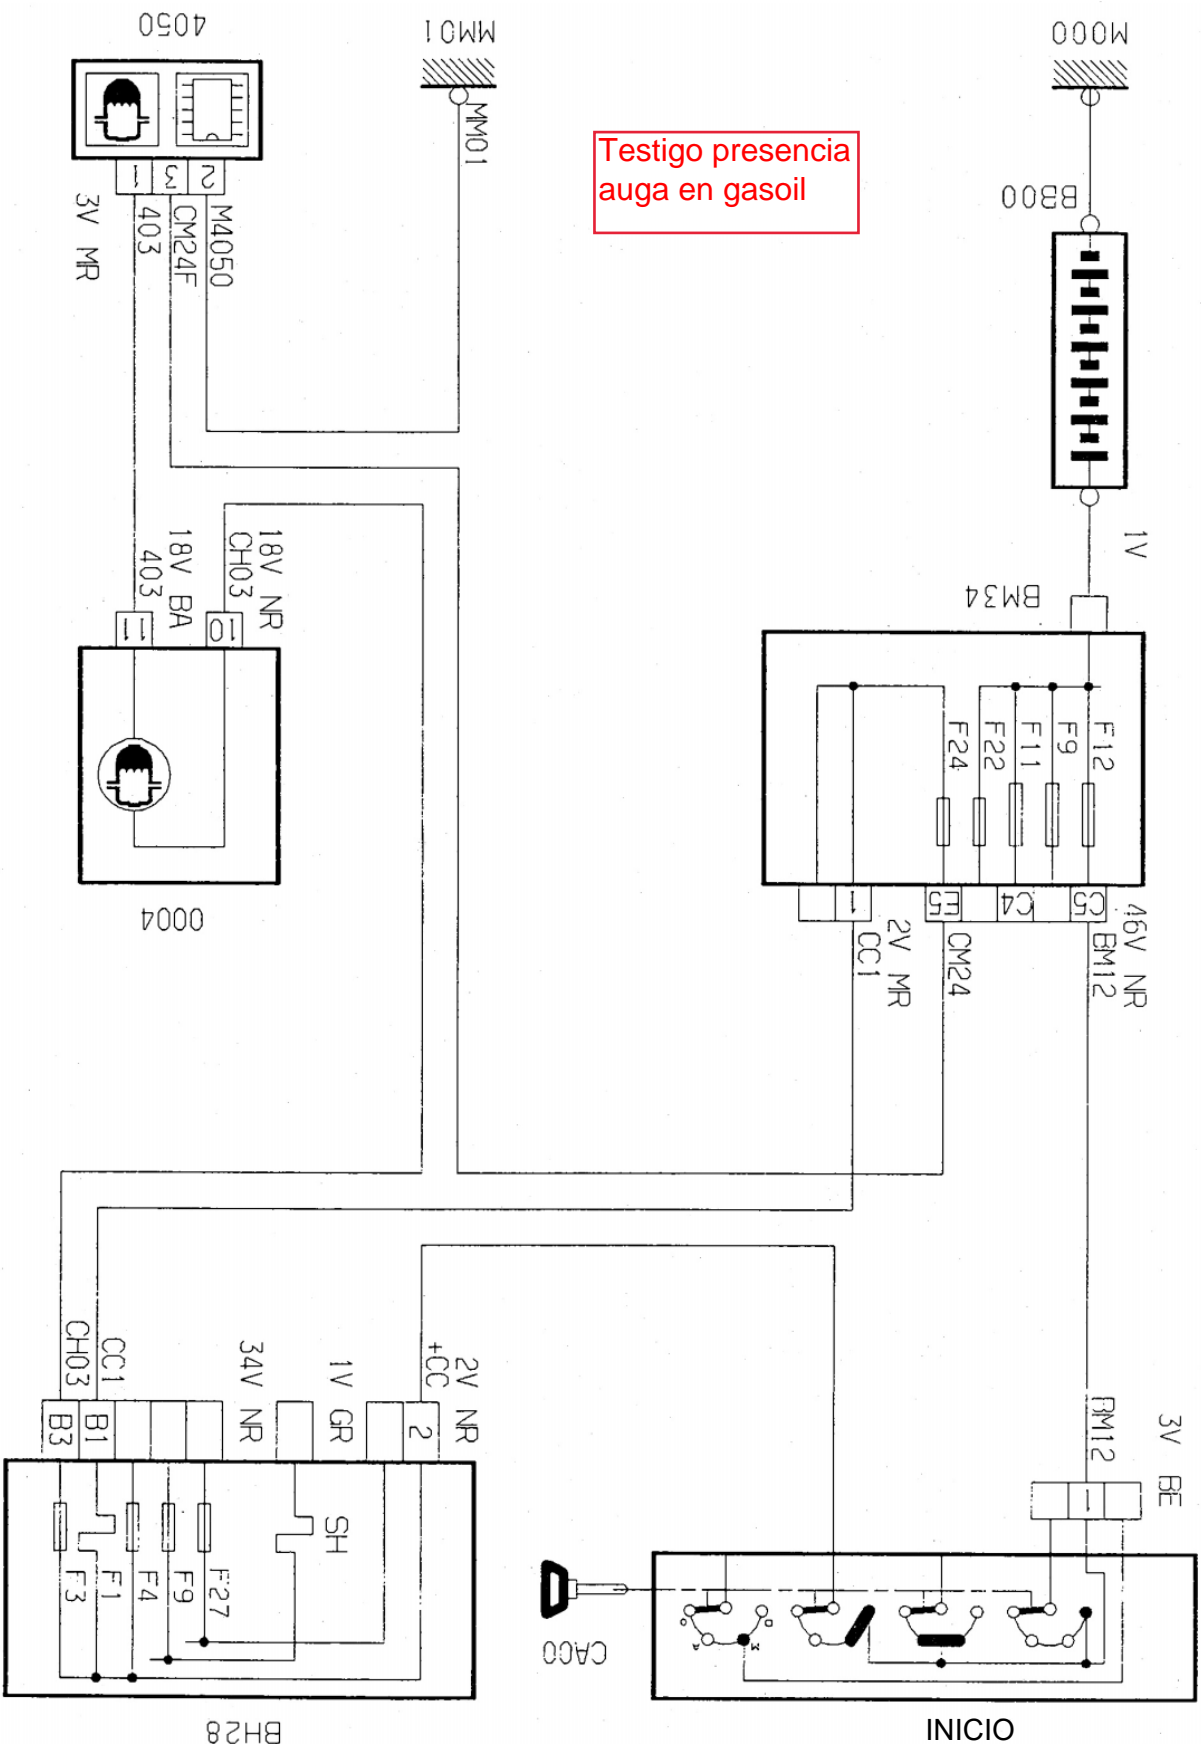 4050
MM01
M000
1
3
2
3V MR
403
CM24F
M4050
MM01
Testigo presencia
auga en gasoil
BB00
1V
BM34
18V BA
403
18V NR
CH03
11
10
0004
F24
F22
F11
F9
F12
1
E5
C4
C5
2V MR
CC1
CM24
46V NR
BM12
CH03
CC1
34V NR
1V GR
+CC
2V NR
BM12
3V BE
B3
B1
2
1
F3
F1
F4
F9
F27
SH
CA00
A
M
D
BH28
INICIO